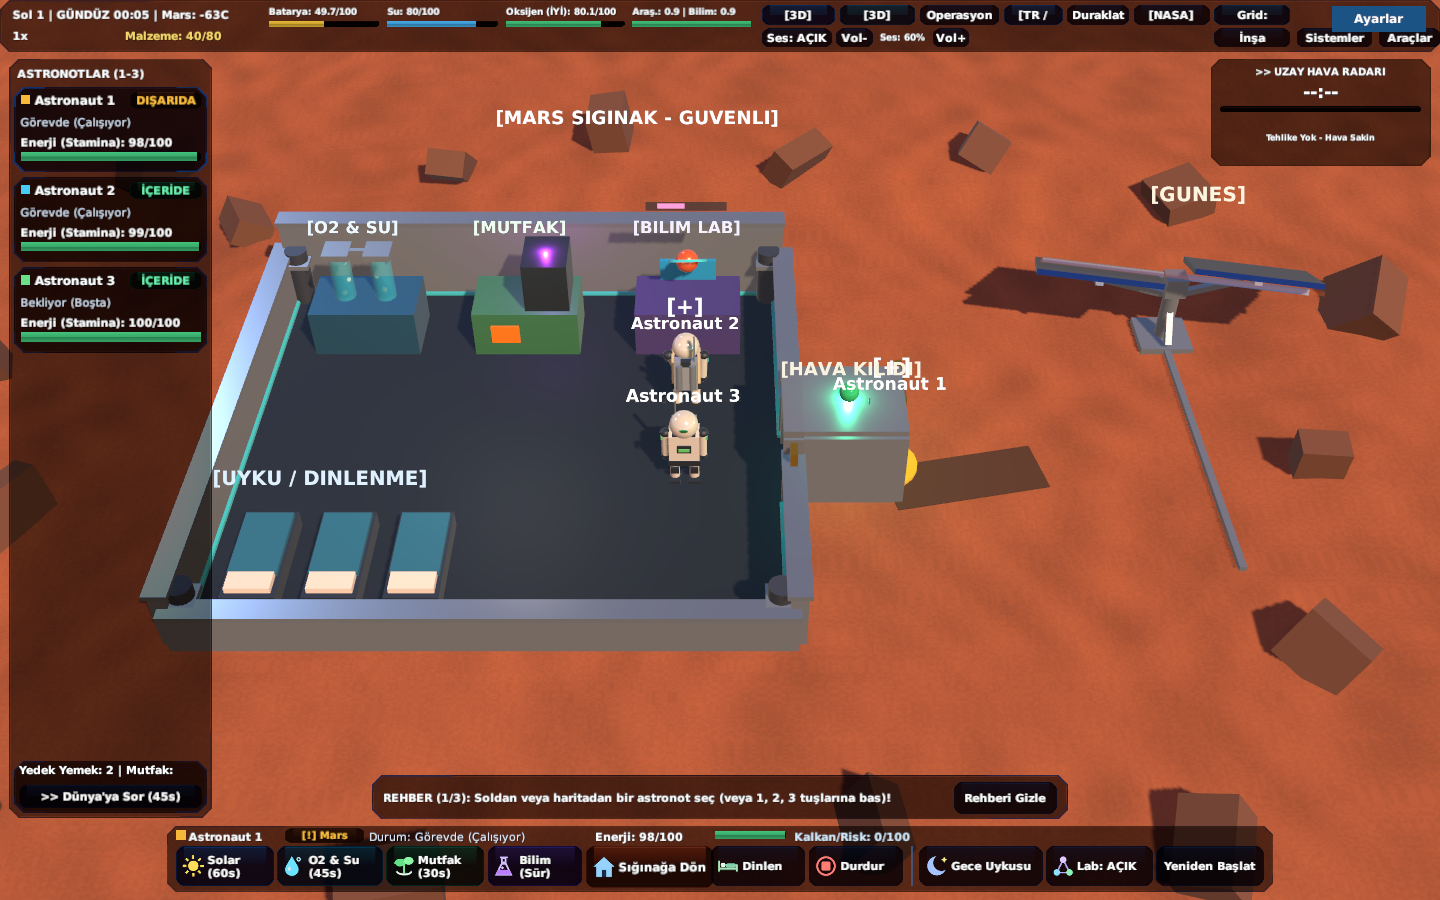 Sol 1 | GÜNDÜZ 00:05 | Mars: -63C
1x
Malzeme: 40/80
Batarya: 49.7/100
Su: 80/100
Oksijen (İYİ): 80.1/100
Araş.: 0.9 | Bilim: 0.9
[3D]
[3D]
Operasyon
[TR /
Duraklat
[NASA]
Grid:
Ayarlar
Ses: AÇIK
Vol-
Ses: 60%
Vol+
İnşa
Sistemler
Araçlar
ASTRONOTLAR (1-3)
Astronaut 1
DIŞARIDA
Görevde (Çalışıyor)
Enerji (Stamina): 98/100
Astronaut 2
İÇERİDE
Görevde (Çalışıyor)
Enerji (Stamina): 99/100
Astronaut 3
İÇERİDE
Bekliyor (Boşta)
Enerji (Stamina): 100/100
>> UZAY HAVA RADARI
--:--
Tehlike Yok - Hava Sakin
[MARS SIGINAK - GUVENLI]
[GUNES]
[O2 & SU]
[MUTFAK]
[BILIM LAB]
[+]
Astronaut 2
Astronaut 3
Astronaut 1
[UYKU / DINLENME]
Yedek Yemek: 2 | Mutfak:
>> Dünya'ya Sor (45s)
REHBER (1/3): Soldan veya haritadan bir astronot seç (veya 1, 2, 3 tuşlarına bas)!
Rehberi Gizle
Astronaut 1
[!] Mars
Durum: Görevde (Çalışıyor)
Enerji: 98/100
Kalkan/Risk: 0/100
Solar
(60s)
O2 & Su
(45s)
Mutfak
(30s)
Bilim
(Sür)
Sığınağa Dön
Dinlen
Durdur
Gece Uykusu
Lab: AÇIK
Yeniden Başlat